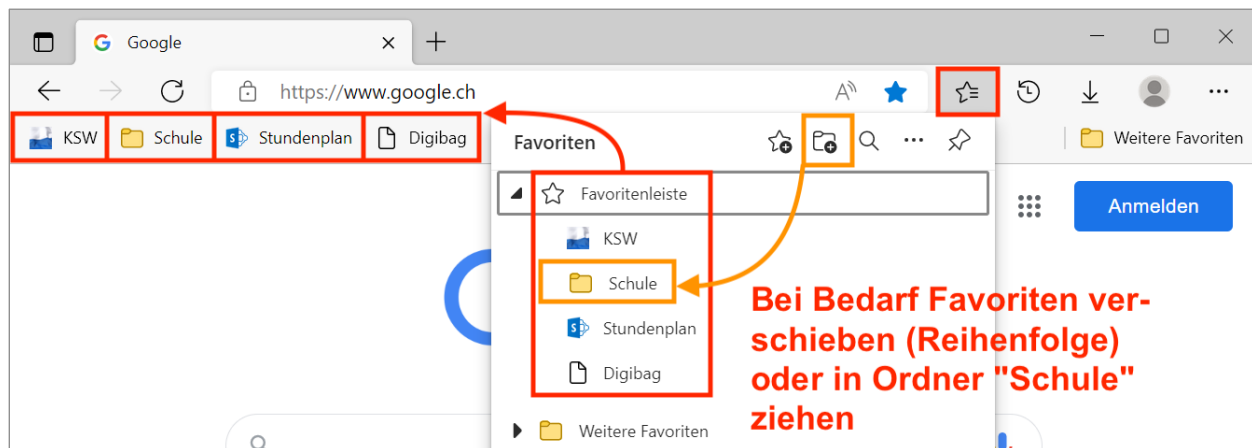 Google
https://www.google.ch
KSW
Schule
Stundenplan
Digibag
Weitere Favoriten
Favoriten
Favoritenleiste
KSW
Schule
Stundenplan
Digibag
Weitere Favoriten
Anmelden
Bei Bedarf Favoriten ver-
schieben (Reihenfolge)
oder in Ordner "Schule"
ziehen